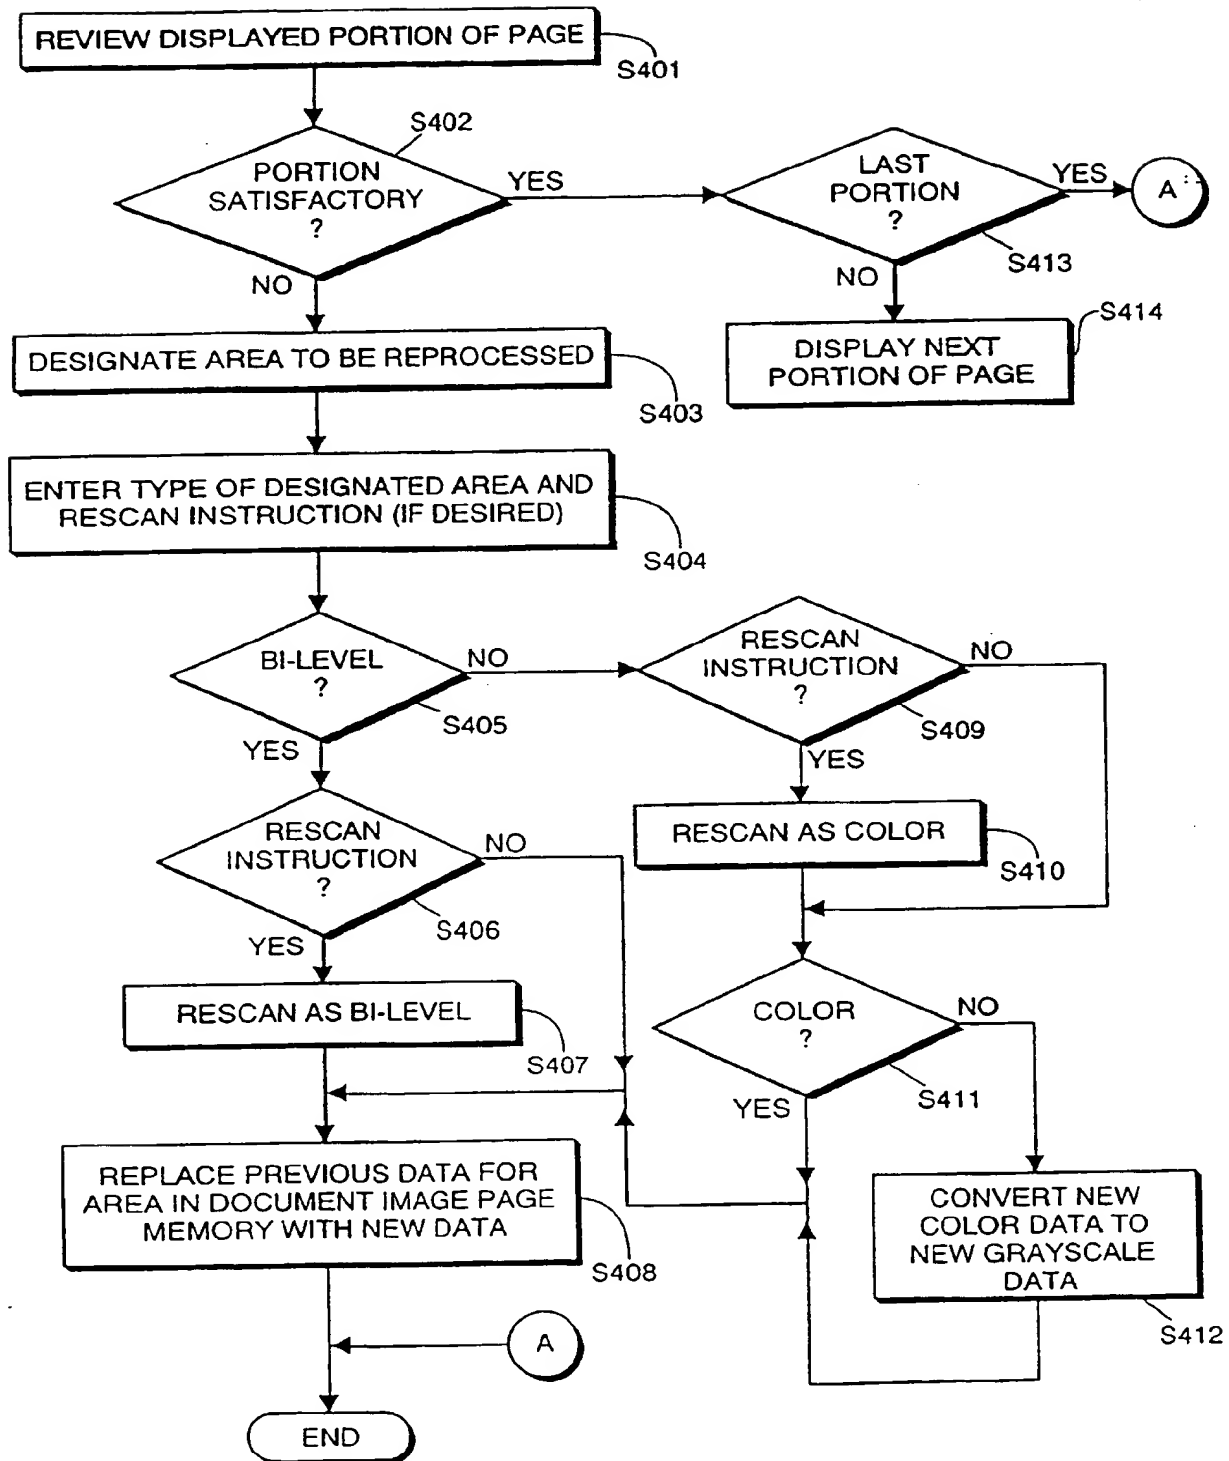 REVIEW DISPLAYED PORTION OF PAGE
S401
S402
PORTION
SATISFACTORY
?
YES
NO
LAST
PORTION
?
YES
A
S413
NO
S414
DISPLAY NEXT
PORTION OF PAGE
DESIGNATE AREA TO BE REPROCESSED
S403
ENTER TYPE OF DESIGNATED AREA AND
RESCAN INSTRUCTION (IF DESIRED)
S404
BI-LEVEL
?
NO
S405
YES
RESCAN
INSTRUCTION
?
NO
S409
YES
RESCAN AS COLOR
S410
RESCAN
INSTRUCTION
?
NO
S406
YES
RESCAN AS BI-LEVEL
S407
COLOR
?
NO
S411
YES
REPLACE PREVIOUS DATA FOR
AREA IN DOCUMENT IMAGE PAGE
MEMORY WITH NEW DATA
S408
CONVERT NEW
COLOR DATA TO
NEW GRAYSCALE
DATA
S412
A
END